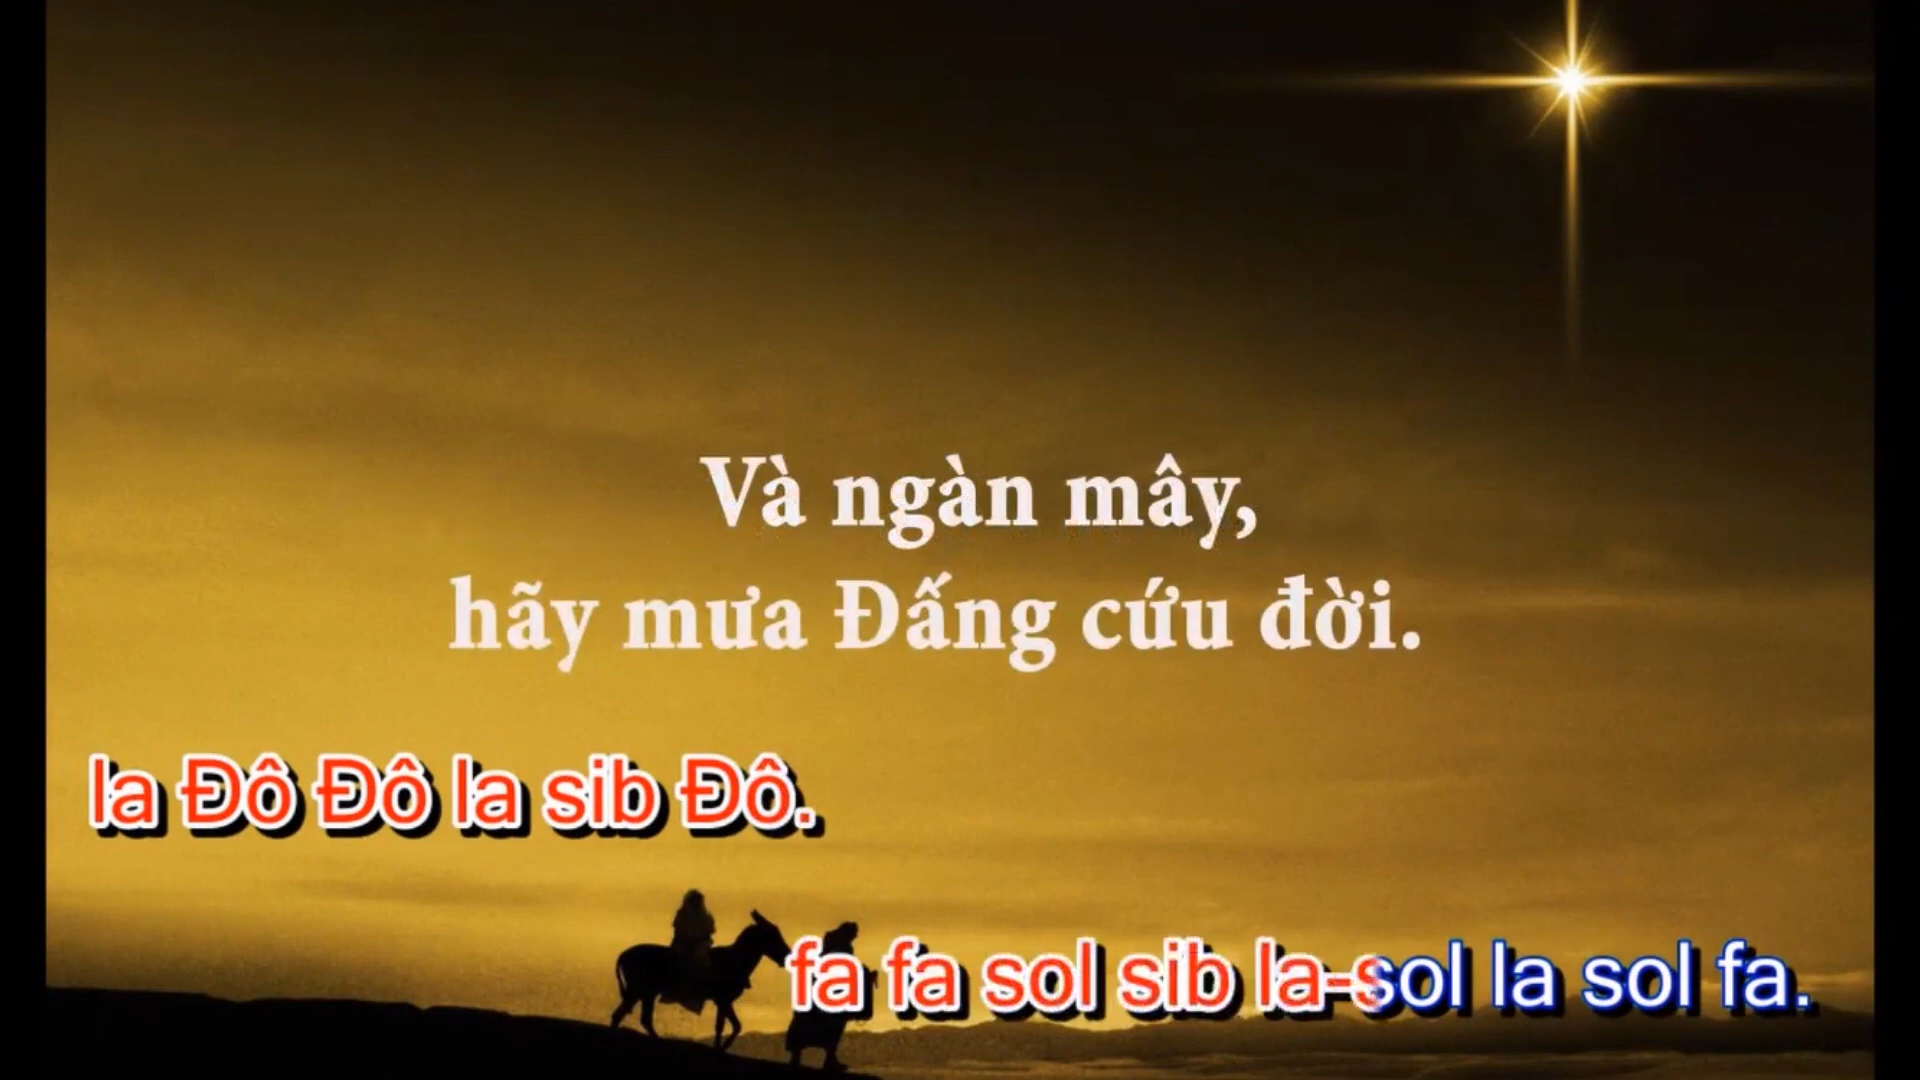 Và ngàn mây,
hãy mưa Đấng cứu đời.
la Đô Đô la sib Đô.
fa fa sol sib la-sol la sol fa.